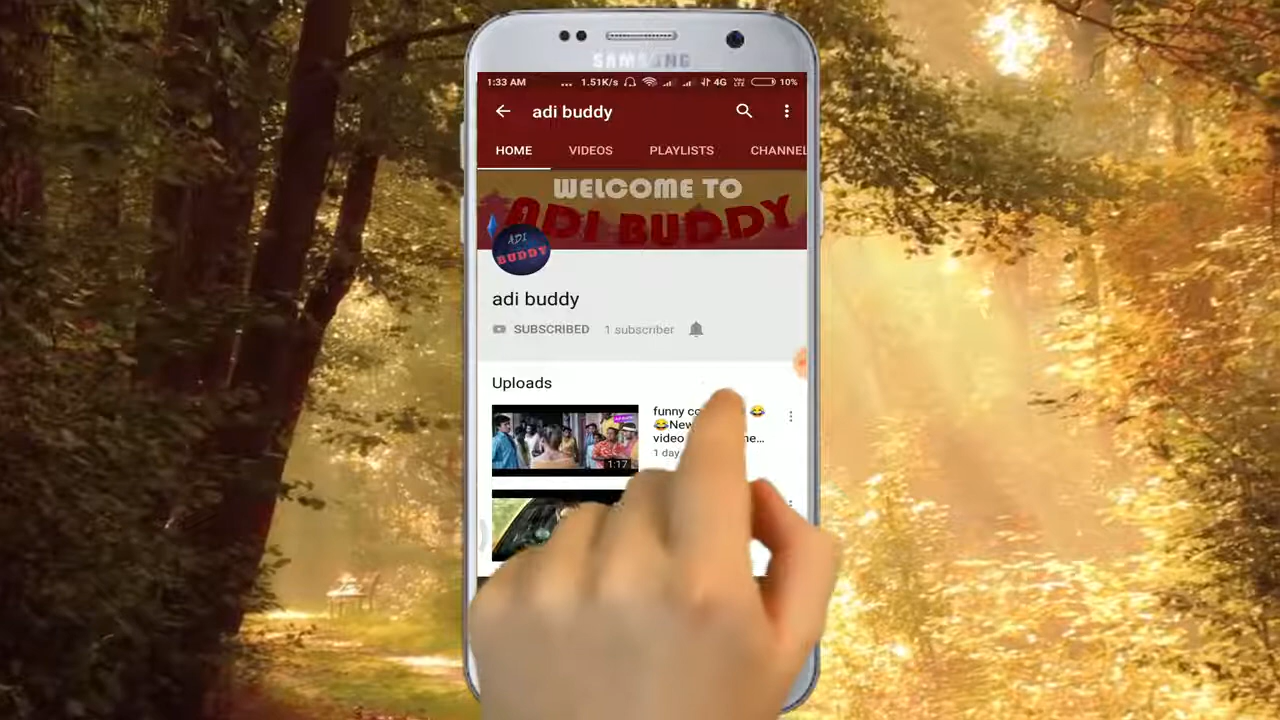 SAMSUNG
1:33 AM ... 1.51K/s 4G 10%
adi buddy
HOME VIDEOS PLAYLISTS CHANNEL
WELCOME TO
ADI BUDDY
ADI
BUDDY
adi buddy
SUBSCRIBED 1 subscriber
Uploads
funny 😂
😂New
video
1 day
1:17